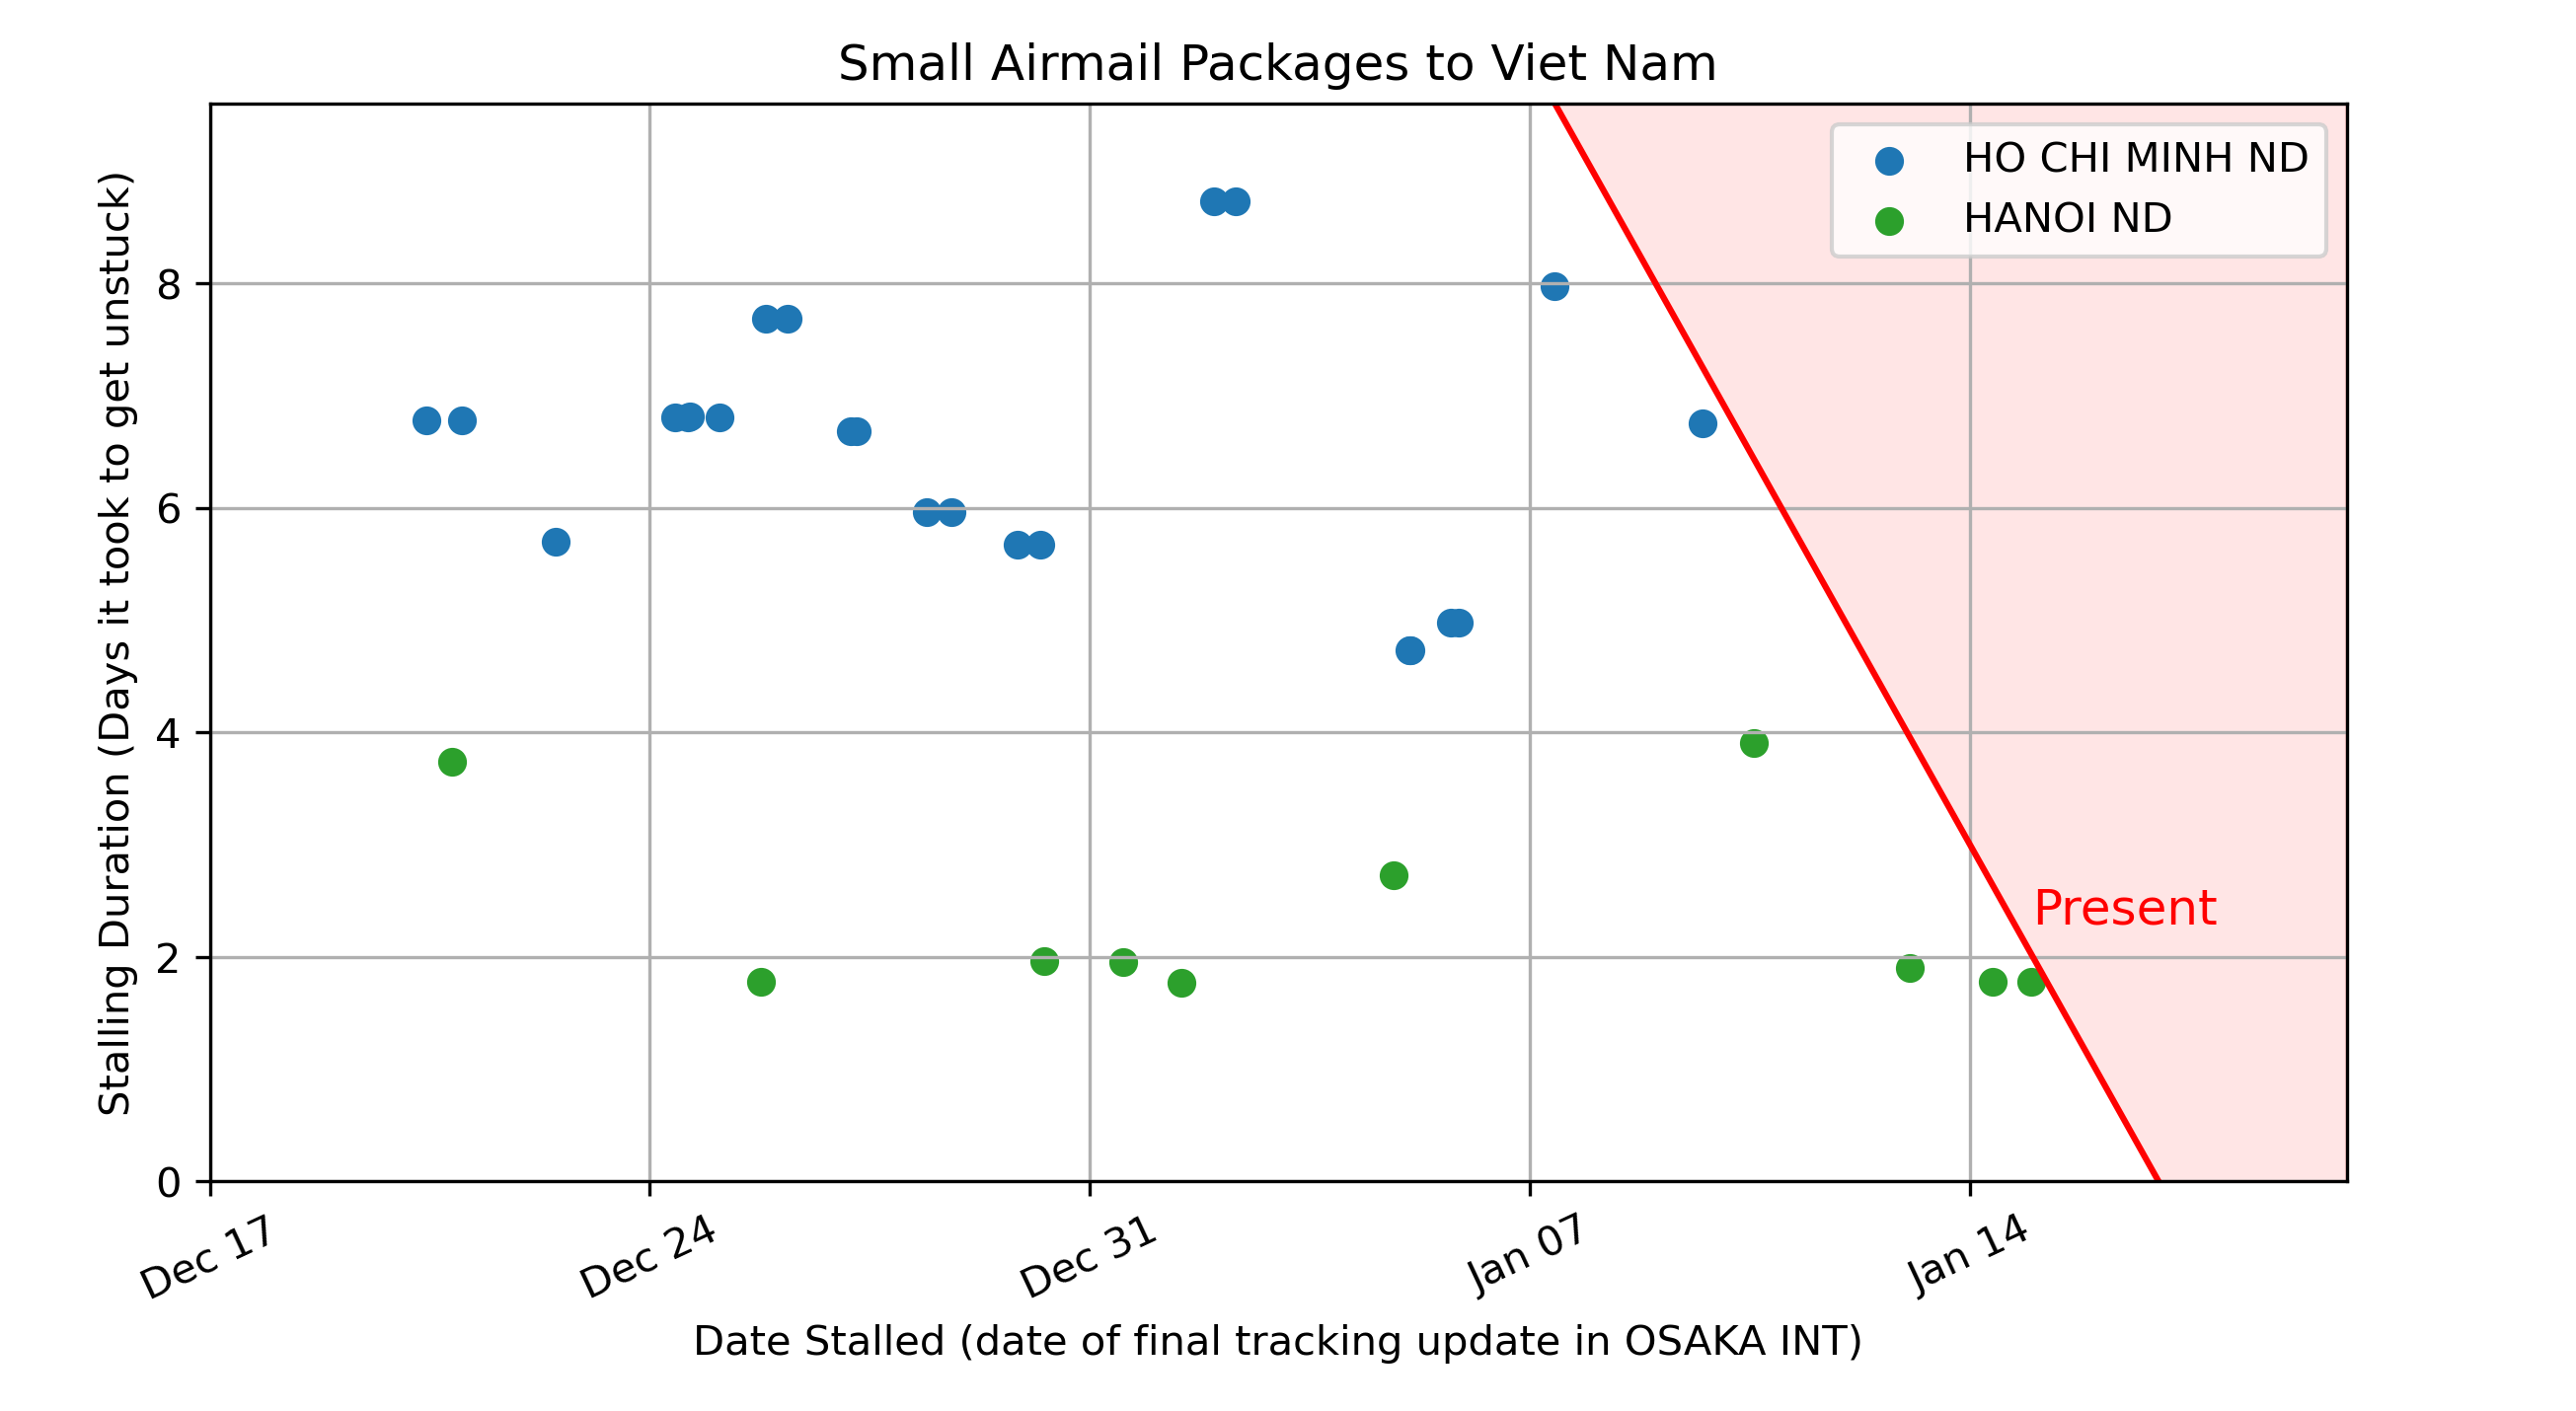 Small Airmail Packages to Viet Nam
HO CHI MINH ND
HANOI ND
Stalling Duration (Days it took to get unstuck)
8
6
4
2
0
Present
Dec 17
Dec 24
Dec 31
Jan 07
Jan 14
Date Stalled (date of final tracking update in OSAKA INT)